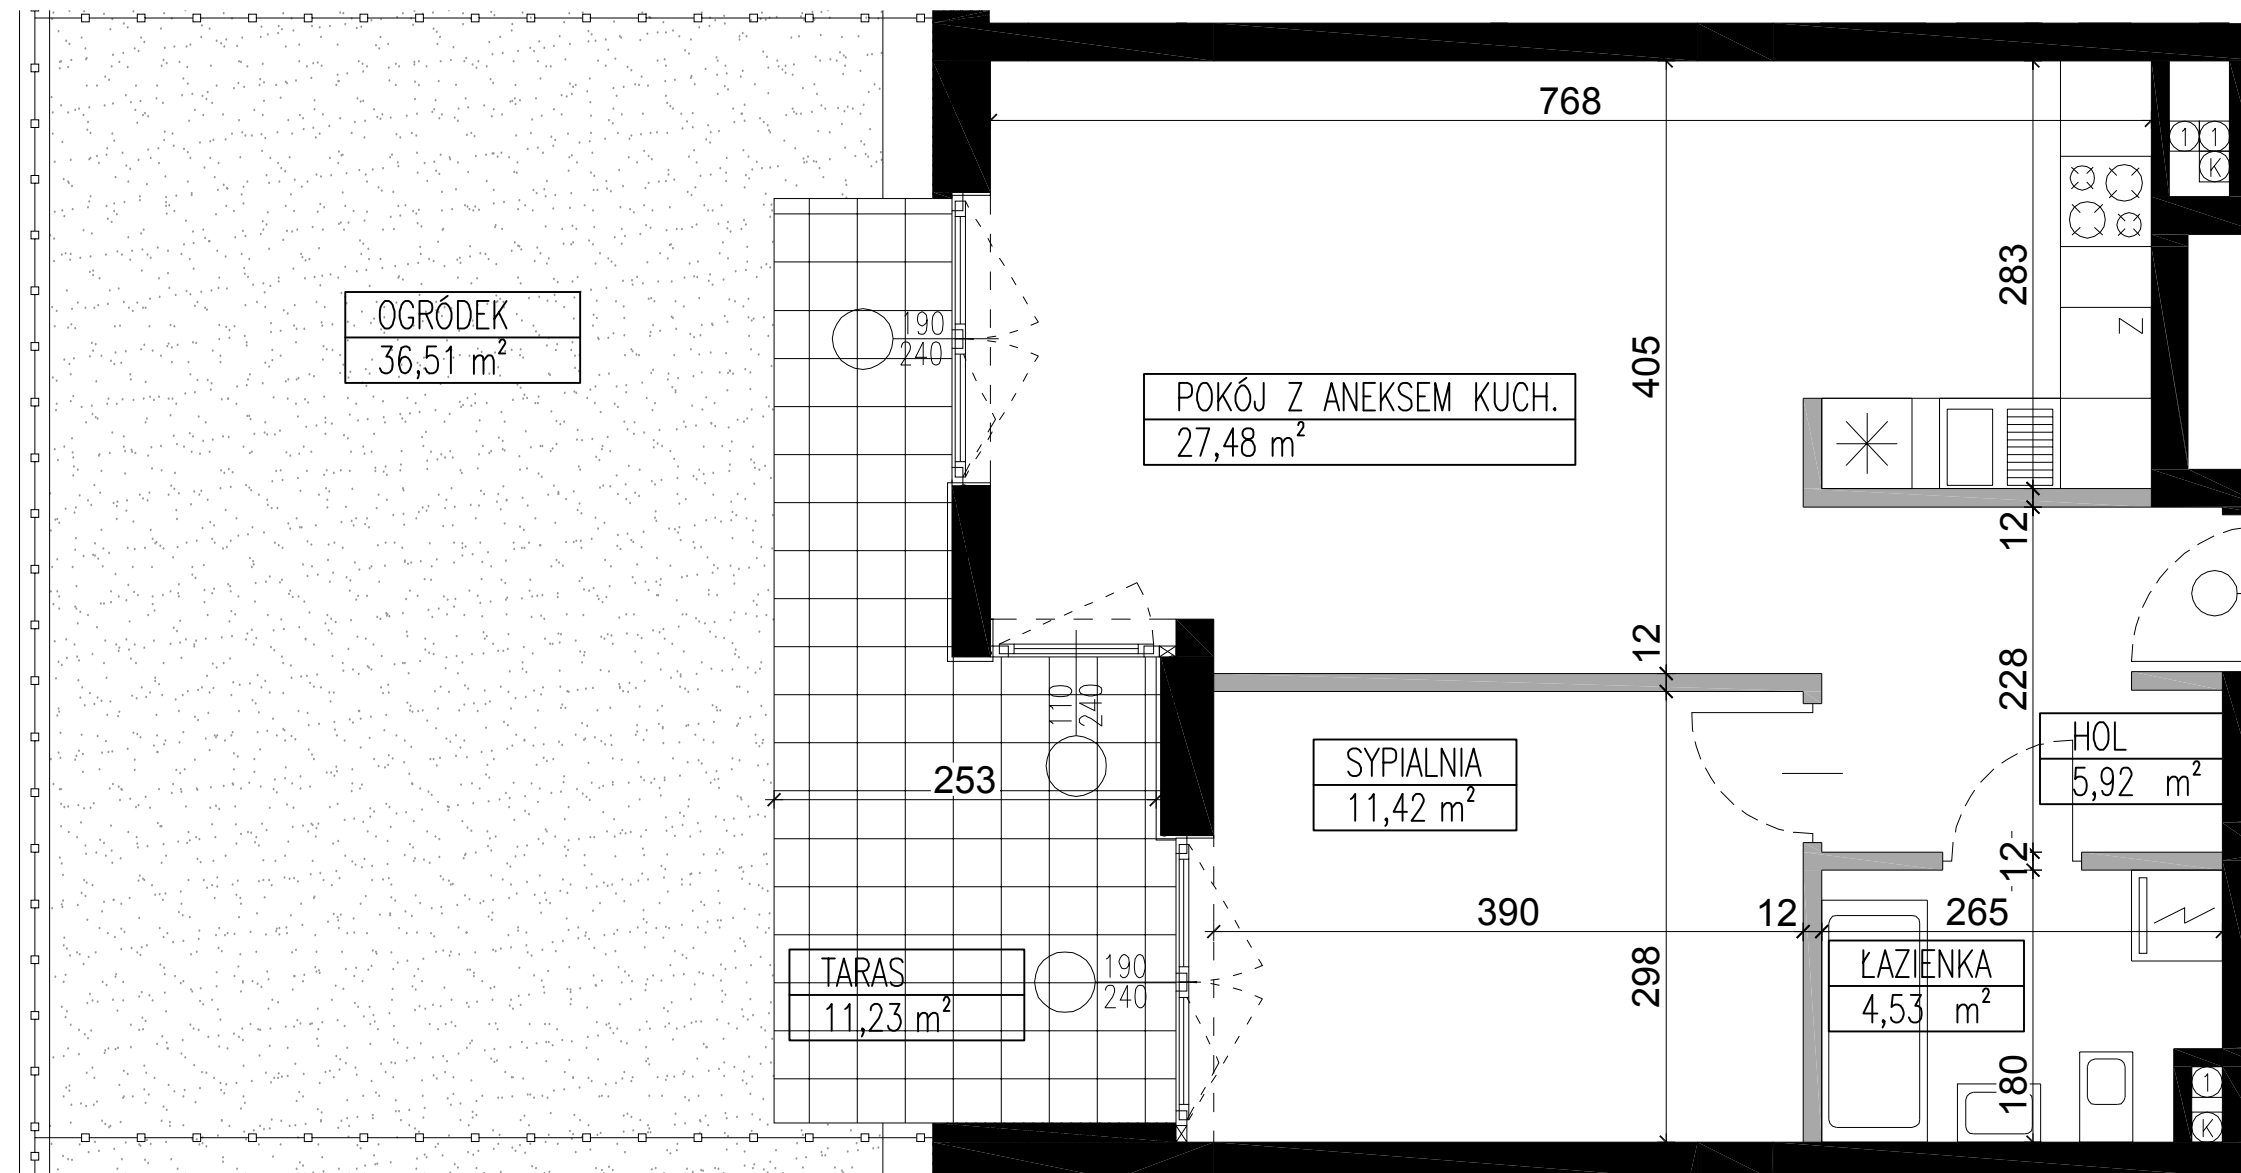 768
1 1
K
OGRÓDEK
36,51 m²
190
240
283
Z
405
POKÓJ Z ANEKSEM KUCH.
27,48 m²
12
12
110
240
228
HOL
5,92 m²
SYPIALNIA
11,42 m²
253
12
390
12
265
TARAS
11,23 m²
190
240
298
ŁAZIENKA
4,53 m²
180
1
K